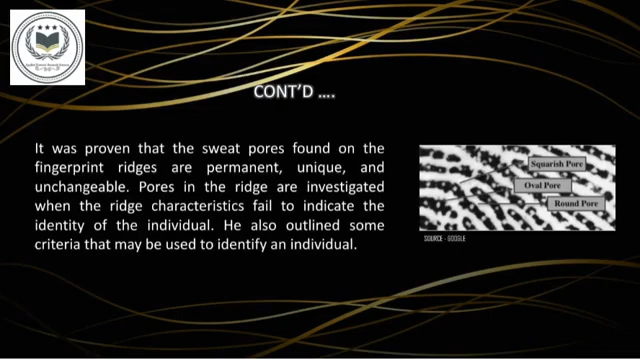 CONT'D ....
It was proven that the sweat pores found on the
fingerprint ridges are permanent, unique, and
unchangeable. Pores in the ridge are investigated
when the ridge characteristics fail to indicate the
identity of the individual. He also outlined some
criteria that may be used to identify an individual.
Squarish Pore
Oval Pore
Round Pore
SOURCE - GOOGLE